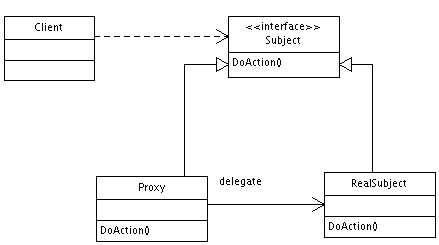 Client
<<interface>>
Subject
DoAction()
delegate
Proxy
DoAction()
RealSubject
DoAction()